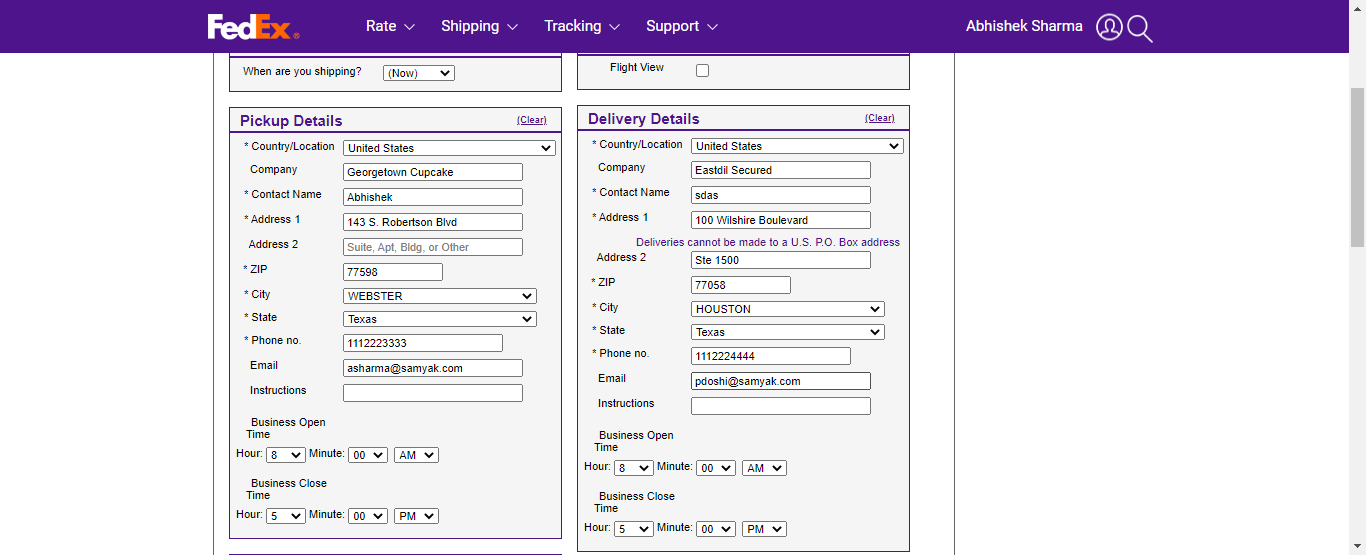 FedEx®
Rate
Shipping
Tracking
Support
Abhishek Sharma
When are you shipping? (Now)
Flight View
Pickup Details (Clear)
* Country/Location United States
Company Georgetown Cupcake
* Contact Name Abhishek
* Address 1 143 S. Robertson Blvd
Address 2 Suite, Apt, Bldg, or Other
* ZIP 77598
* City WEBSTER
* State Texas
* Phone no. 1112223333
Email asharma@samyak.com
Instructions
Business Open
Time
Hour: 8 Minute: 00 AM
Business Close
Time
Hour: 5 Minute: 00 PM
Delivery Details (Clear)
* Country/Location United States
Company Eastdil Secured
* Contact Name sdas
* Address 1 100 Wilshire Boulevard
Deliveries cannot be made to a U.S. P.O. Box address
Address 2 Ste 1500
* ZIP 77058
* City HOUSTON
* State Texas
* Phone no. 1112224444
Email pdoshi@samyak.com
Instructions
Business Open
Time
Hour: 8 Minute: 00 AM
Business Close
Time
Hour: 5 Minute: 00 PM